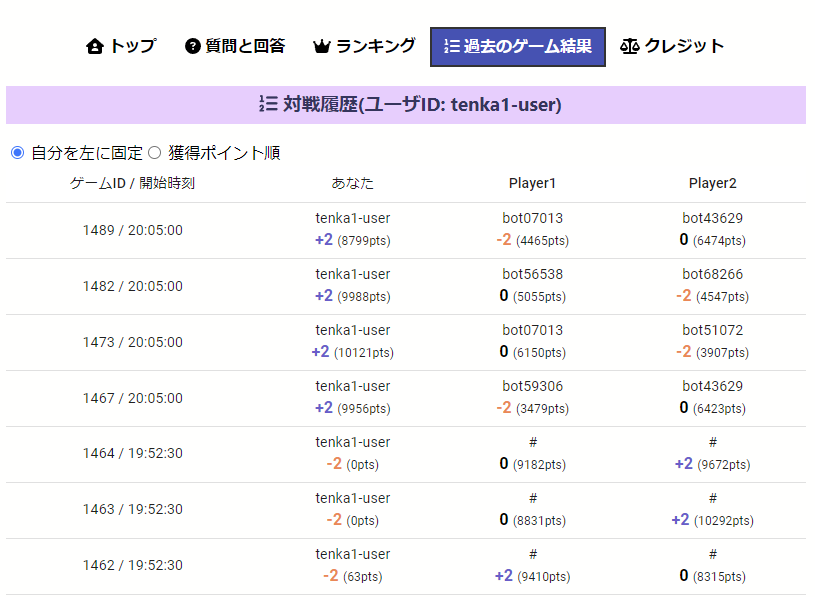 トップ 質問と回答 ランキング 過去のゲーム結果 クレジット
対戦履歴(ユーザID: tenka1-user)
自分を左に固定 獲得ポイント順
ゲームID / 開始時刻 あなた Player1 Player2
tenka1-user bot07013 bot43629
1489 / 20:05:00
+2 (8799pts) -2 (4465pts) 0 (6474pts)
tenka1-user bot56538 bot68266
1482 / 20:05:00
+2 (9988pts) 0 (5055pts) -2 (4547pts)
tenka1-user bot07013 bot51072
1473 / 20:05:00
+2 (10121pts) 0 (6150pts) -2 (3907pts)
tenka1-user bot59306 bot43629
1467 / 20:05:00
+2 (9956pts) -2 (3479pts) 0 (6423pts)
tenka1-user # #
1464 / 19:52:30
-2 (0pts) 0 (9182pts) +2 (9672pts)
tenka1-user # #
1463 / 19:52:30
-2 (0pts) 0 (8831pts) +2 (10292pts)
tenka1-user # #
1462 / 19:52:30
-2 (63pts) +2 (9410pts) 0 (8315pts)